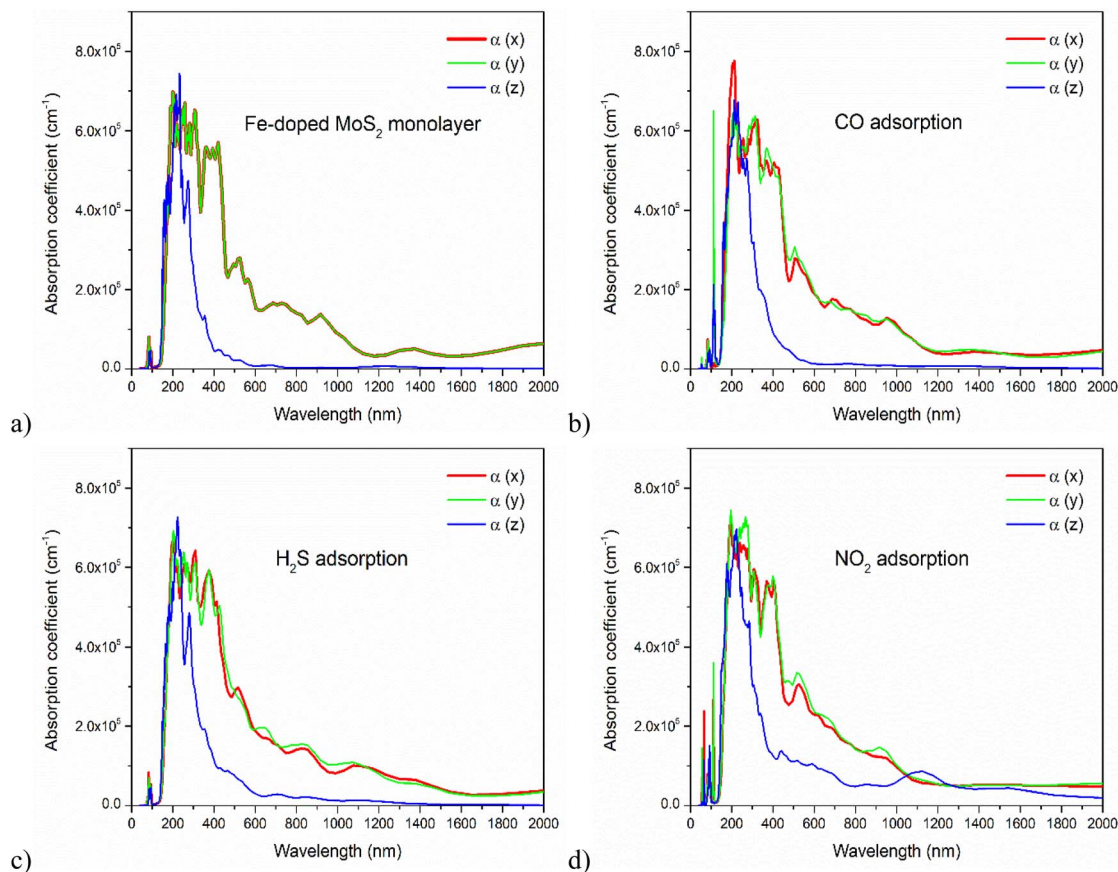 8.0x10⁵
6.0x10⁵
4.0x10⁵
2.0x10⁵
0.0
Absorption coefficient (cm⁻¹)
α (x)
α (y)
α (z)
Fe-doped MoS₂ monolayer
200 400 600 800 1000 1200 1400 1600 1800 2000
Wavelength (nm)
a)
8.0x10⁵
6.0x10⁵
4.0x10⁵
2.0x10⁵
0.0
Absorption coefficient (cm⁻¹)
α (x)
α (y)
α (z)
CO adsorption
200 400 600 800 1000 1200 1400 1600 1800 2000
Wavelength (nm)
b)
8.0x10⁵
6.0x10⁵
4.0x10⁵
2.0x10⁵
0.0
Absorption coefficient (cm⁻¹)
α (x)
α (y)
α (z)
H₂S adsorption
200 400 600 800 1000 1200 1400 1600 1800 2000
Wavelength (nm)
c)
8.0x10⁵
6.0x10⁵
4.0x10⁵
2.0x10⁵
0.0
Absorption coefficient (cm⁻¹)
α (x)
α (y)
α (z)
NO₂ adsorption
200 400 600 800 1000 1200 1400 1600 1800 2000
Wavelength (nm)
d)